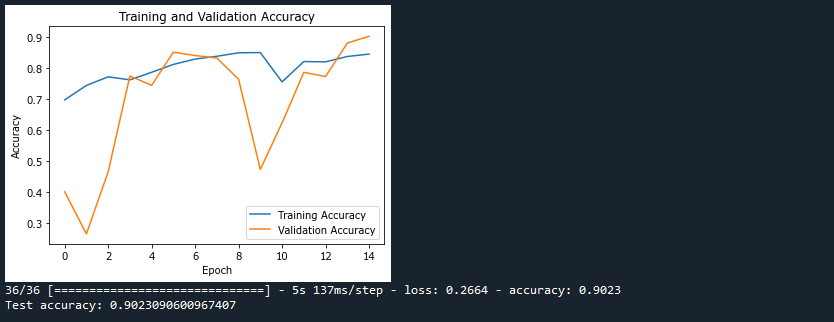 Training and Validation Accuracy
0.9
0.8
0.7
0.6
0.5
0.4
0.3
Accuracy
Training Accuracy
Validation Accuracy
0 2 4 6 8 10 12 14
Epoch
36/36 [==============================] - 5s 137ms/step - loss: 0.2664 - accuracy: 0.9023
Test accuracy: 0.9023090600967407